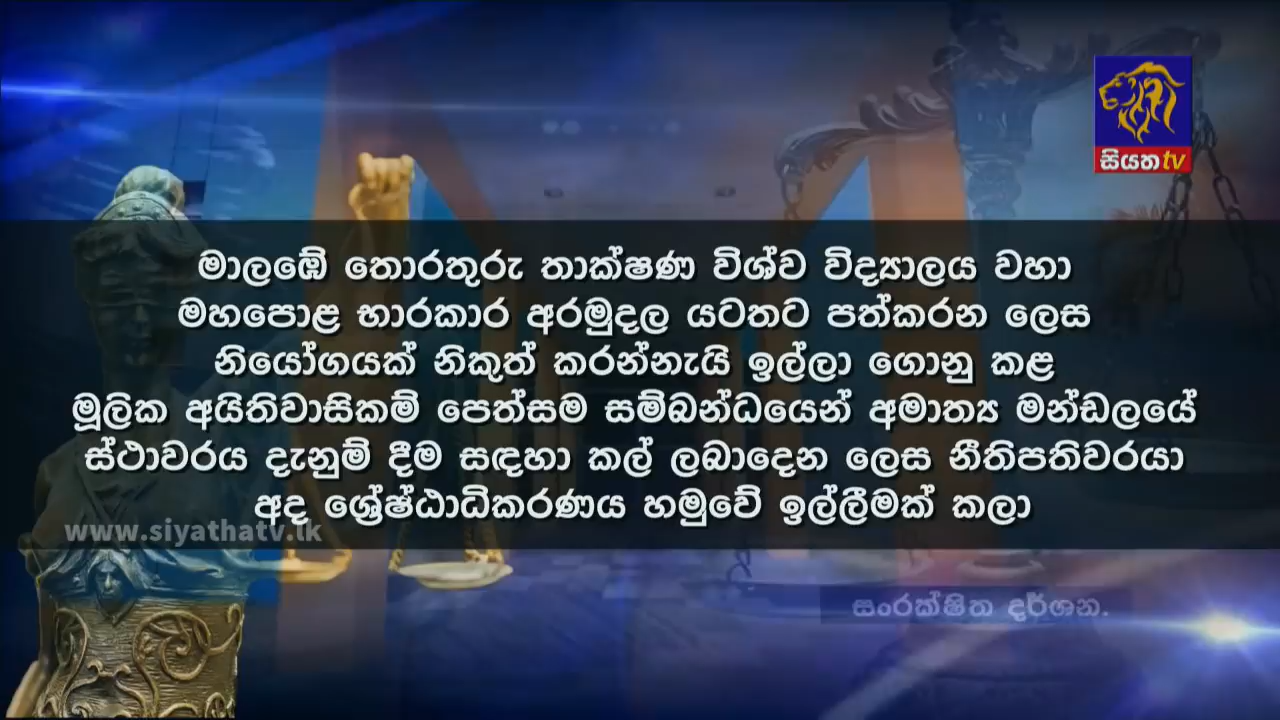 සියත tv
මාලඹේ තොරතුරු තාක්ෂණ විශ්ව විද්‍යාලය වහා
මහපොළ භාරකාර අරමුදල යටතට පත්කරන ලෙස
නියෝගයක් නිකුත් කරන්නැයි ඉල්ලා ගොනු කළ
මූලික අයිතිවාසිකම් පෙත්සම සම්බන්ධයෙන් අමාත්‍ය මන්ඩලයේ
ස්ථාවරය දැනුම් දීම සඳහා කල් ලබාදෙන ලෙස නීතිපතිවරයා
අද ශ්‍රේෂ්ඨාධිකරණය හමුවේ ඉල්ලීමක් කලා
www.siyathatv.lk
සංරක්ෂිත දර්ශන.